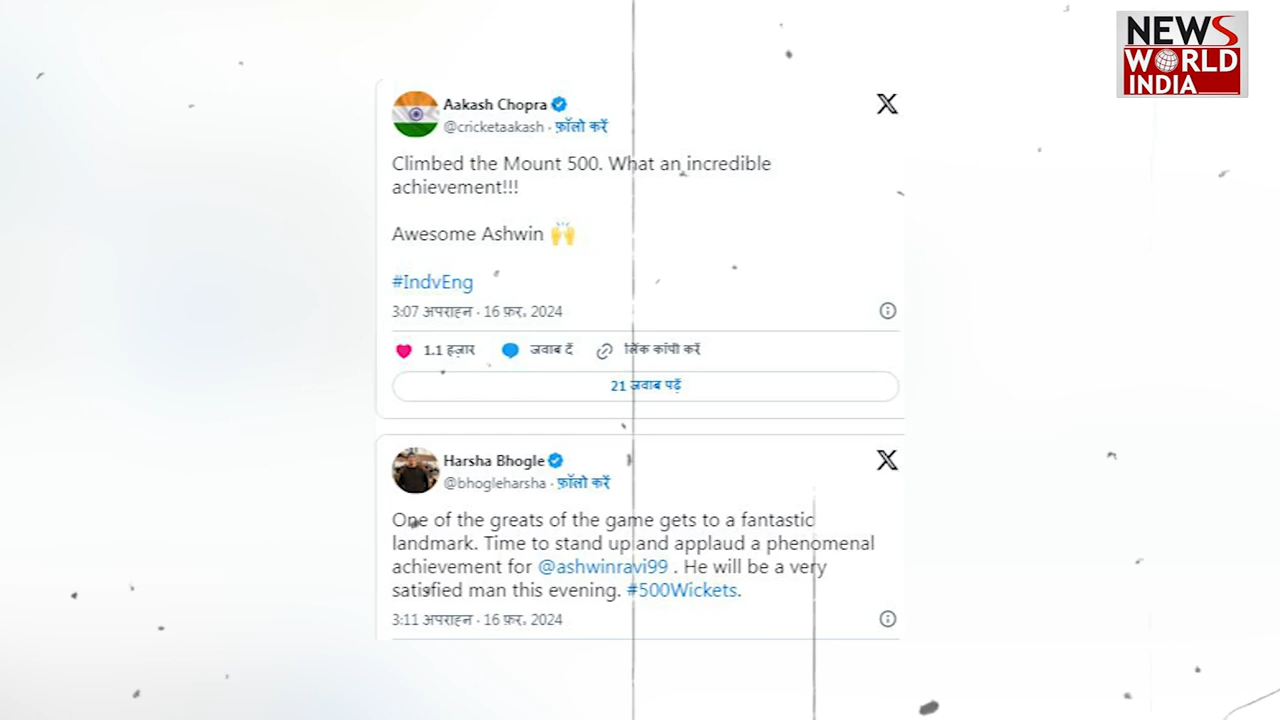 NEWS
WORLD
INDIA
Aakash Chopra
@cricketaakash · फ़ॉलो करें
Climbed the Mount 500. What an incredible
achievement!!!
Awesome Ashwin 🙌
#IndvEng
3:07 अपराह्न · 16 फ़र॰ 2024
1.1 हज़ार जवाब दें लिंक कॉपी करें
21 जवाब पढ़ें
Harsha Bhogle
@bhogleharsha · फ़ॉलो करें
One of the greats of the game gets to a fantastic
landmark. Time to stand up and applaud a phenomenal
achievement for @ashwinravi99 . He will be a very
satisfied man this evening. #500Wickets.
3:11 अपराह्न · 16 फ़र॰ 2024